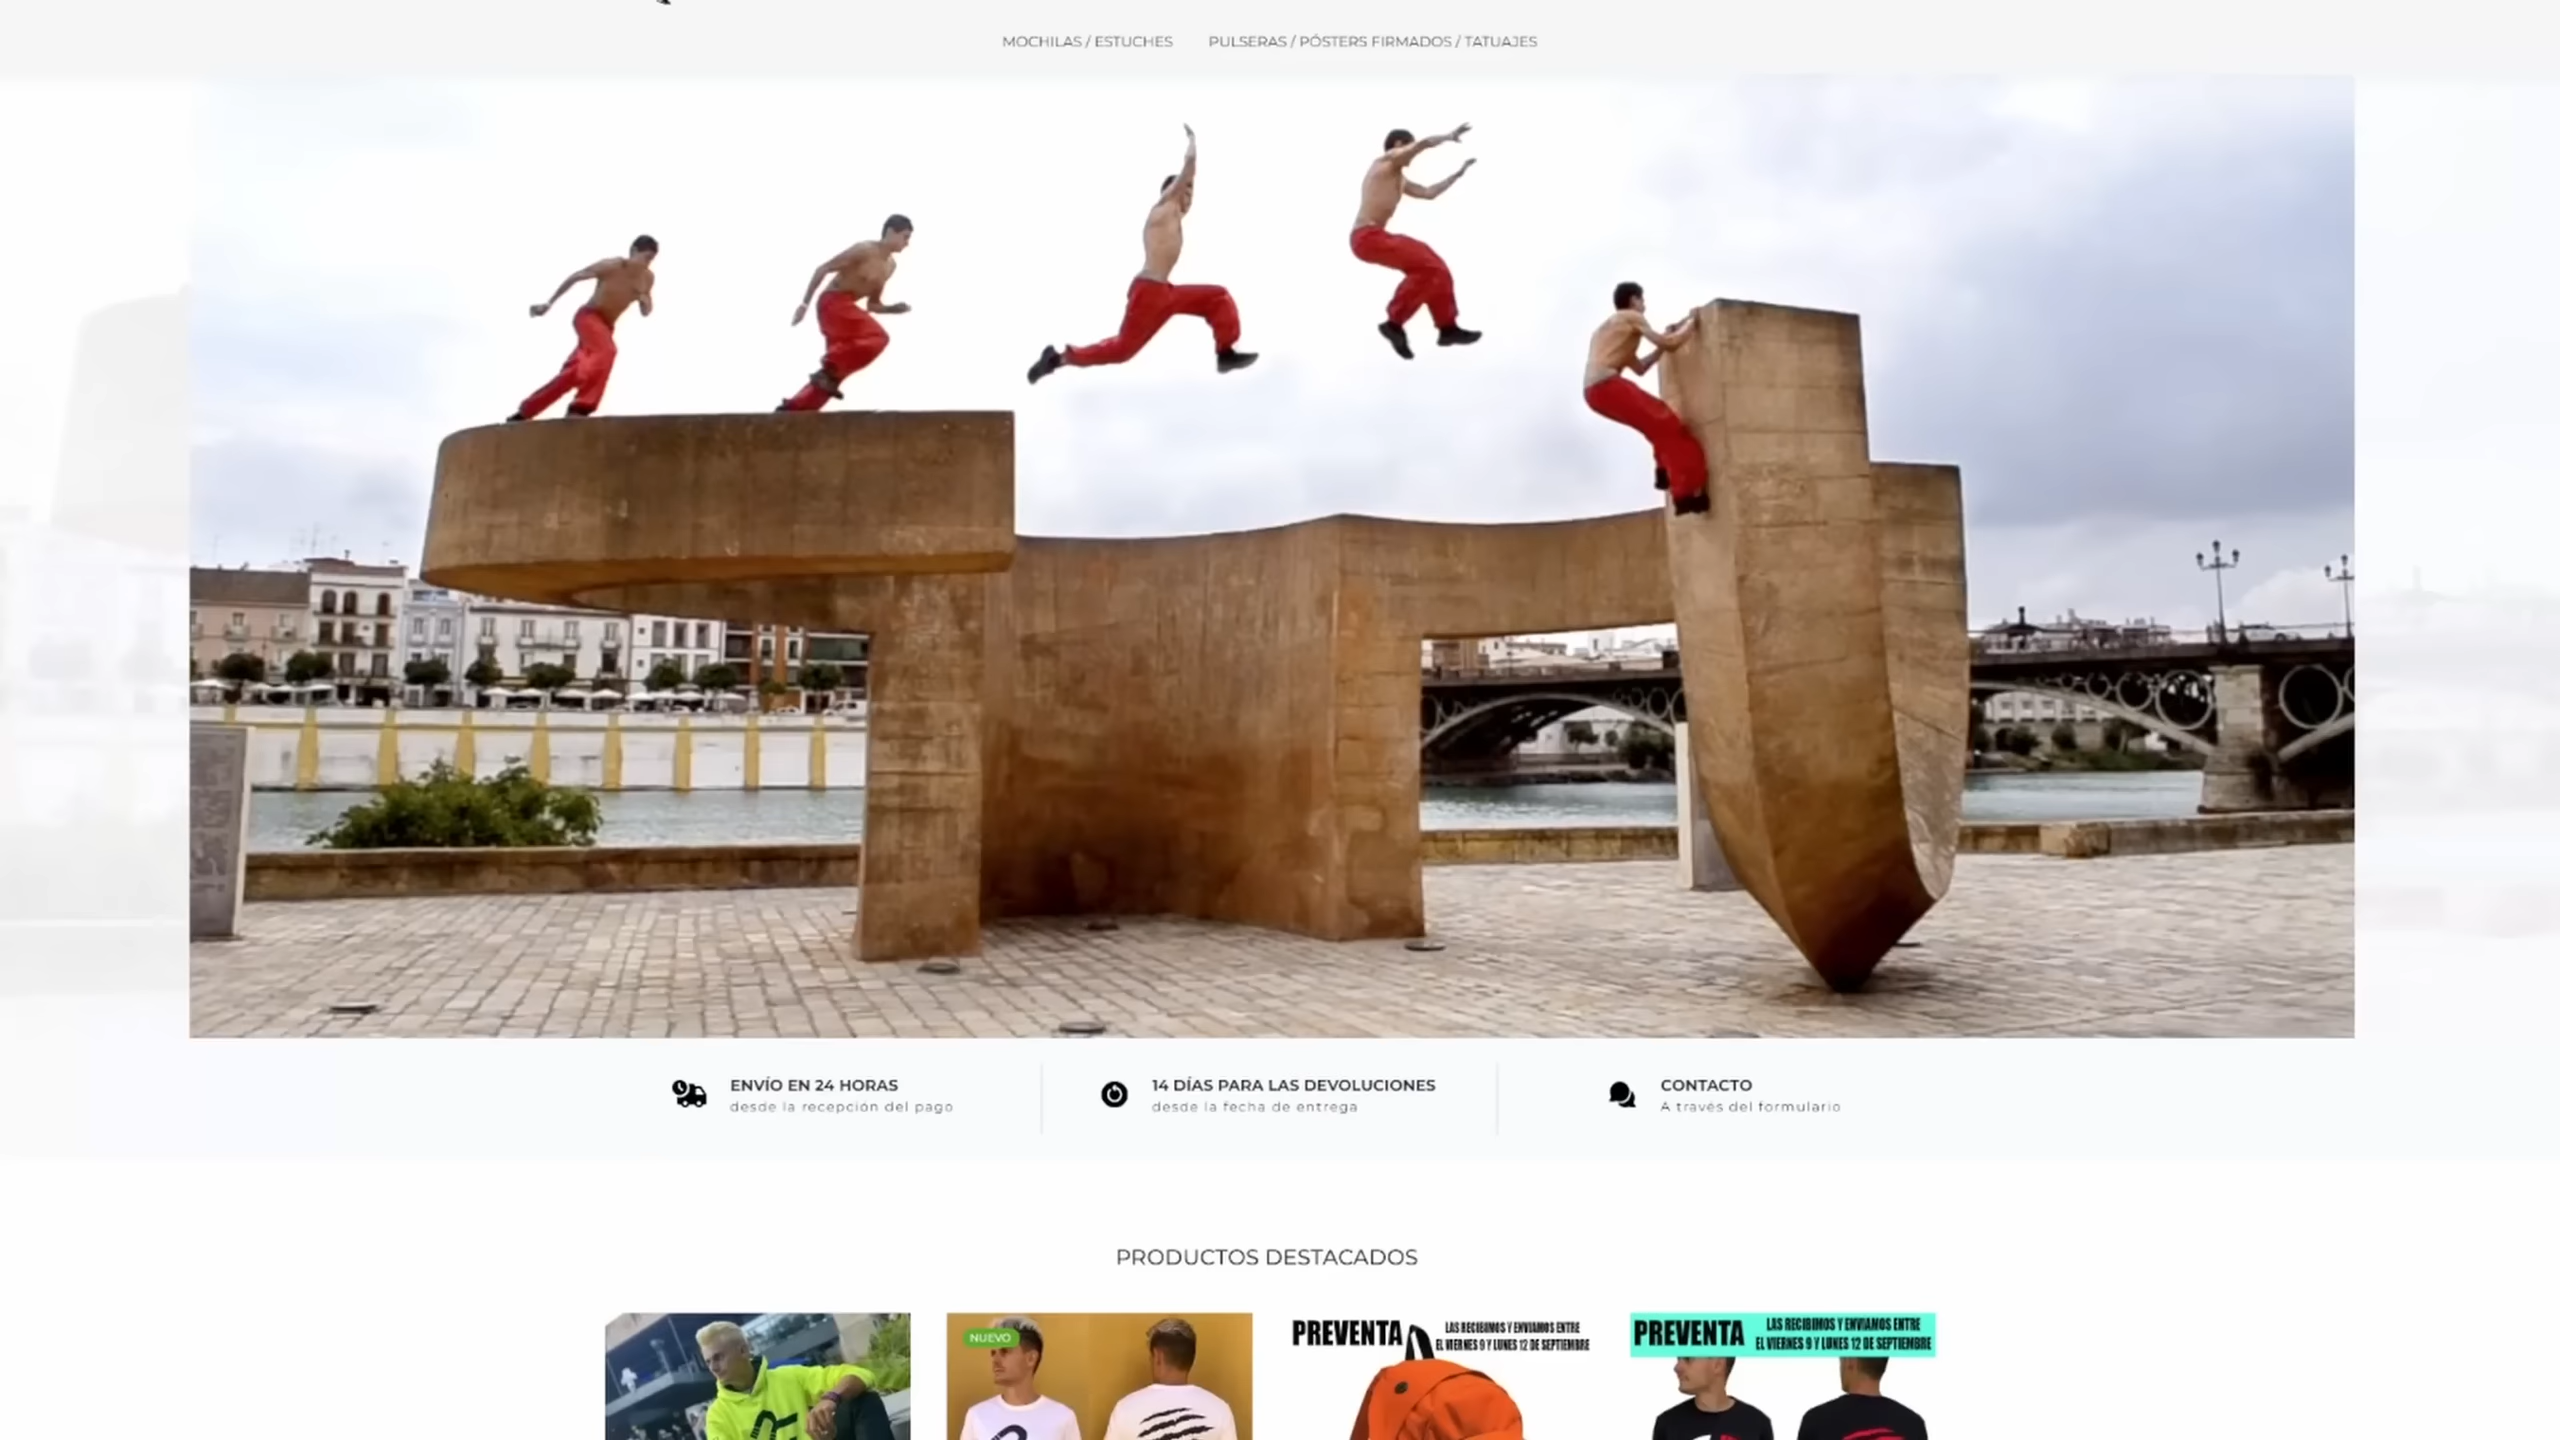 MOCHILAS / ESTUCHES
PULSERAS / PÓSTERS FIRMADOS / TATUAJES
ENVÍO EN 24 HORAS
desde la recepción del pago
14 DÍAS PARA LAS DEVOLUCIONES
desde la fecha de entrega
CONTACTO
A través del formulario
PRODUCTOS DESTACADOS
NUEVO
PREVENTA
LAS RECIBIMOS Y ENVIAMOS ENTRE
EL VIERNES 9 Y LUNES 12 DE SEPTIEMBRE
PREVENTA
LAS RECIBIMOS Y ENVIAMOS ENTRE
EL VIERNES 9 Y LUNES 12 DE SEPTIEMBRE